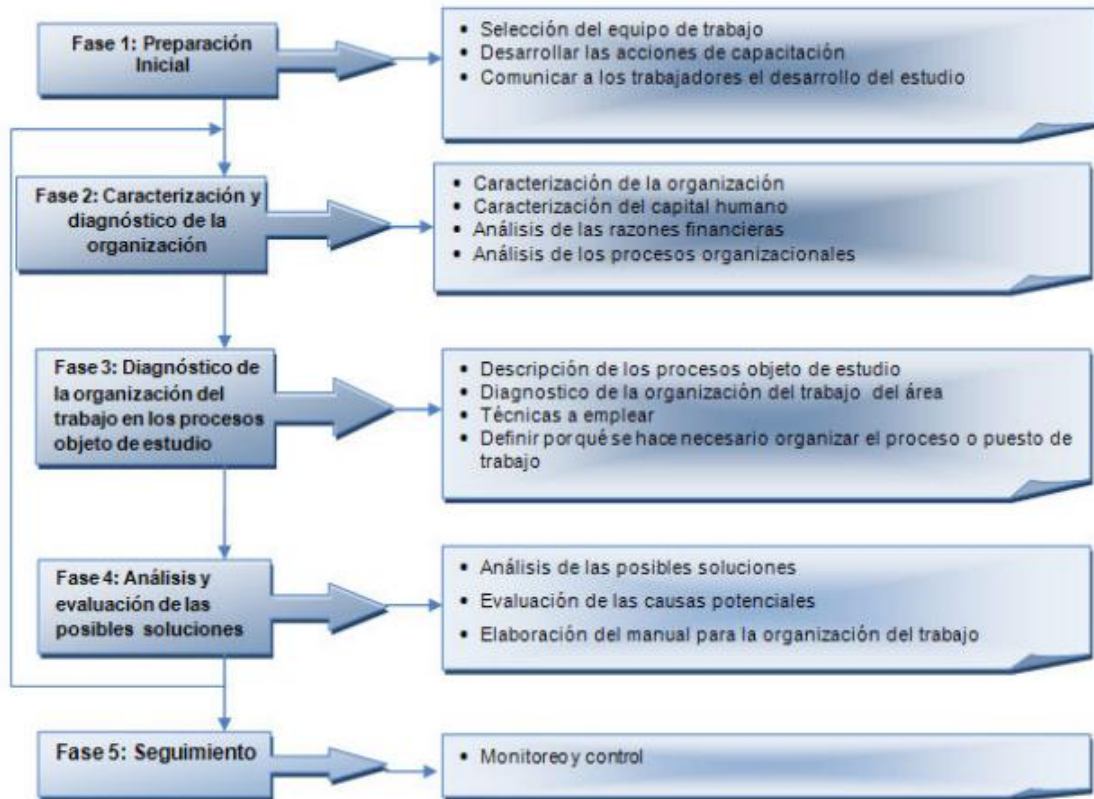 Fase 1: Preparación
Inicial
• Selección del equipo de trabajo
• Desarrollar las acciones de capacitación
• Comunicar a los trabajadores el desarrollo del estudio
Fase 2: Caracterización y
diagnóstico de la
organización
• Caracterización de la organización
• Caracterización del capital humano
• Análisis de las razones financieras
• Análisis de los procesos organizacionales
Fase 3: Diagnóstico de
la organización del
trabajo en los procesos
objeto de estudio
• Descripción de los procesos objeto de estudio
• Diagnostico de la organización del trabajo del área
• Técnicas a emplear
• Definir por qué se hace necesario organizar el proceso o puesto de
trabajo
Fase 4: Análisis y
evaluación de las
posibles soluciones
• Análisis de las posibles soluciones
• Evaluación de las causas potenciales
• Elaboración del manual para la organización del trabajo
Fase 5: Seguimiento
• Monitoreo y control